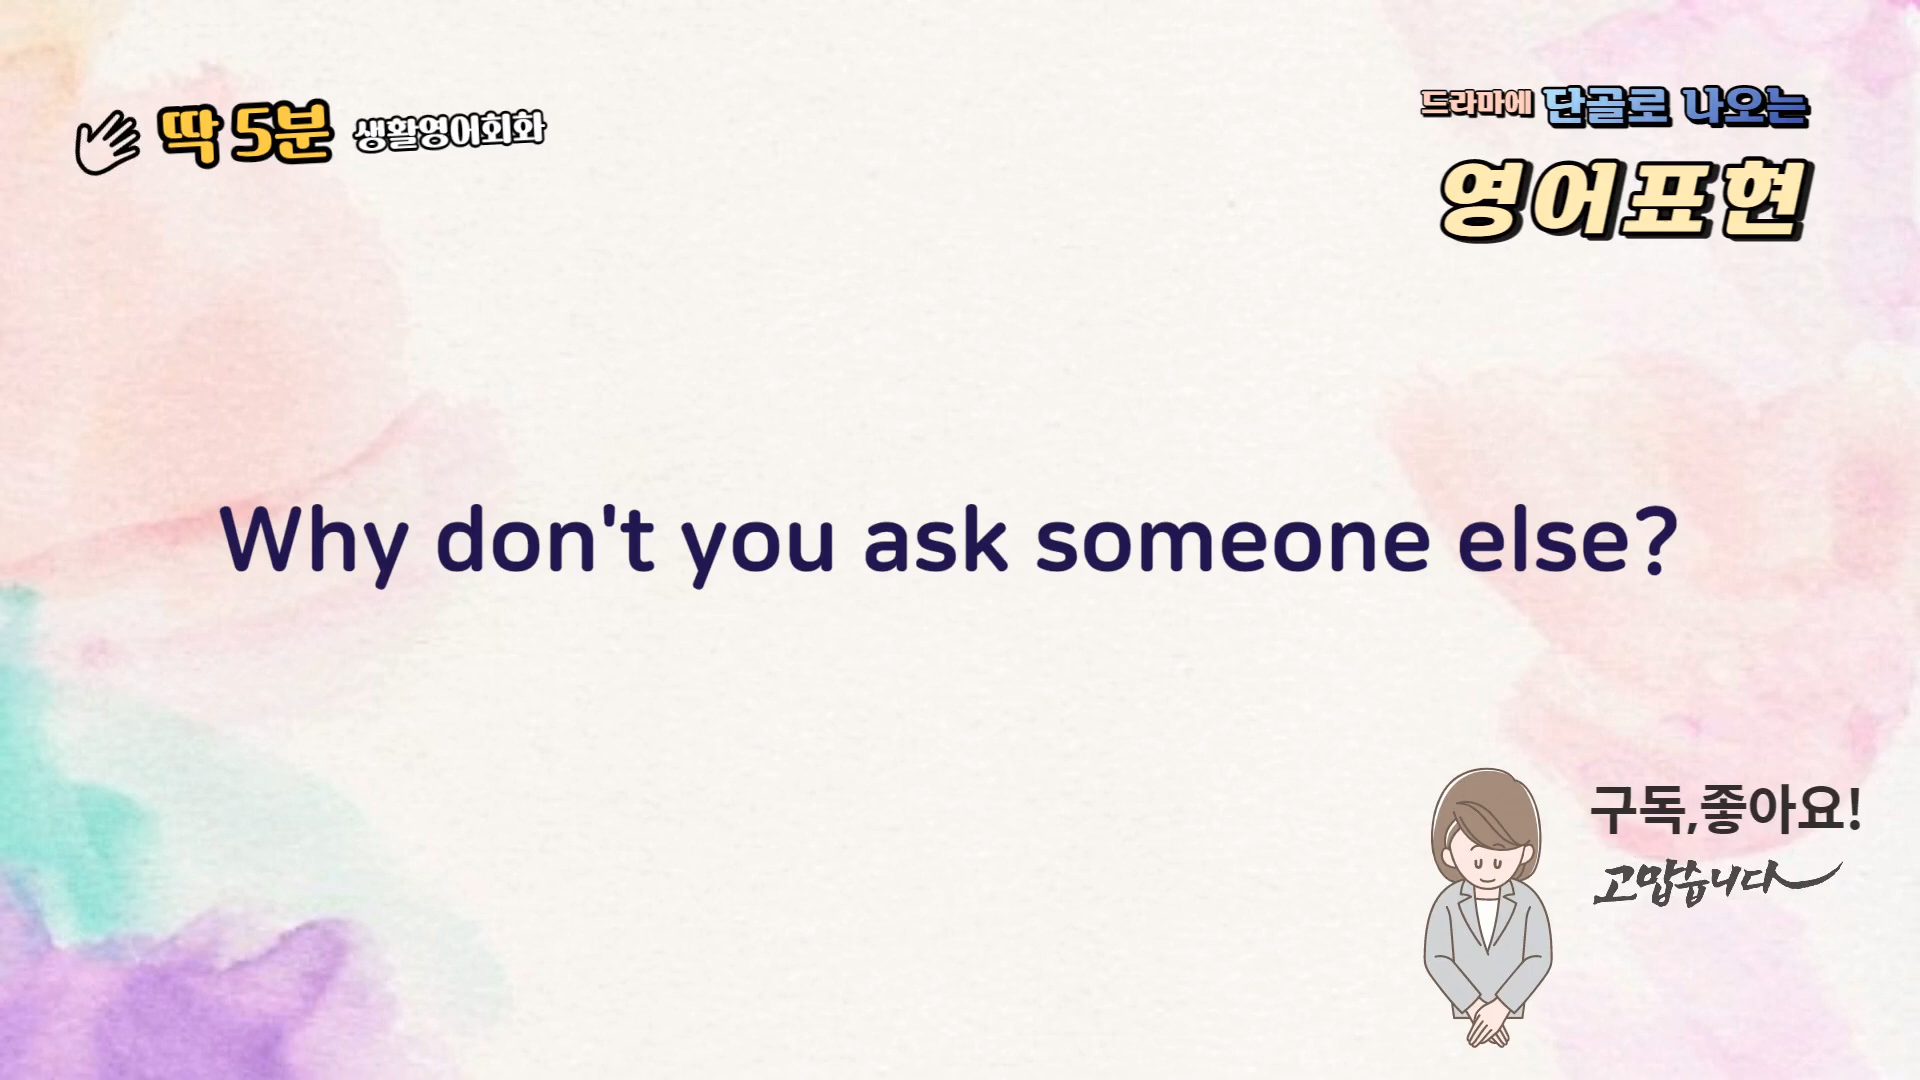 딱 5분 생활영어회화
드라마에 단골로 나오는
영어표현
Why don't you ask someone else?
구독,좋아요!
고맙습니다